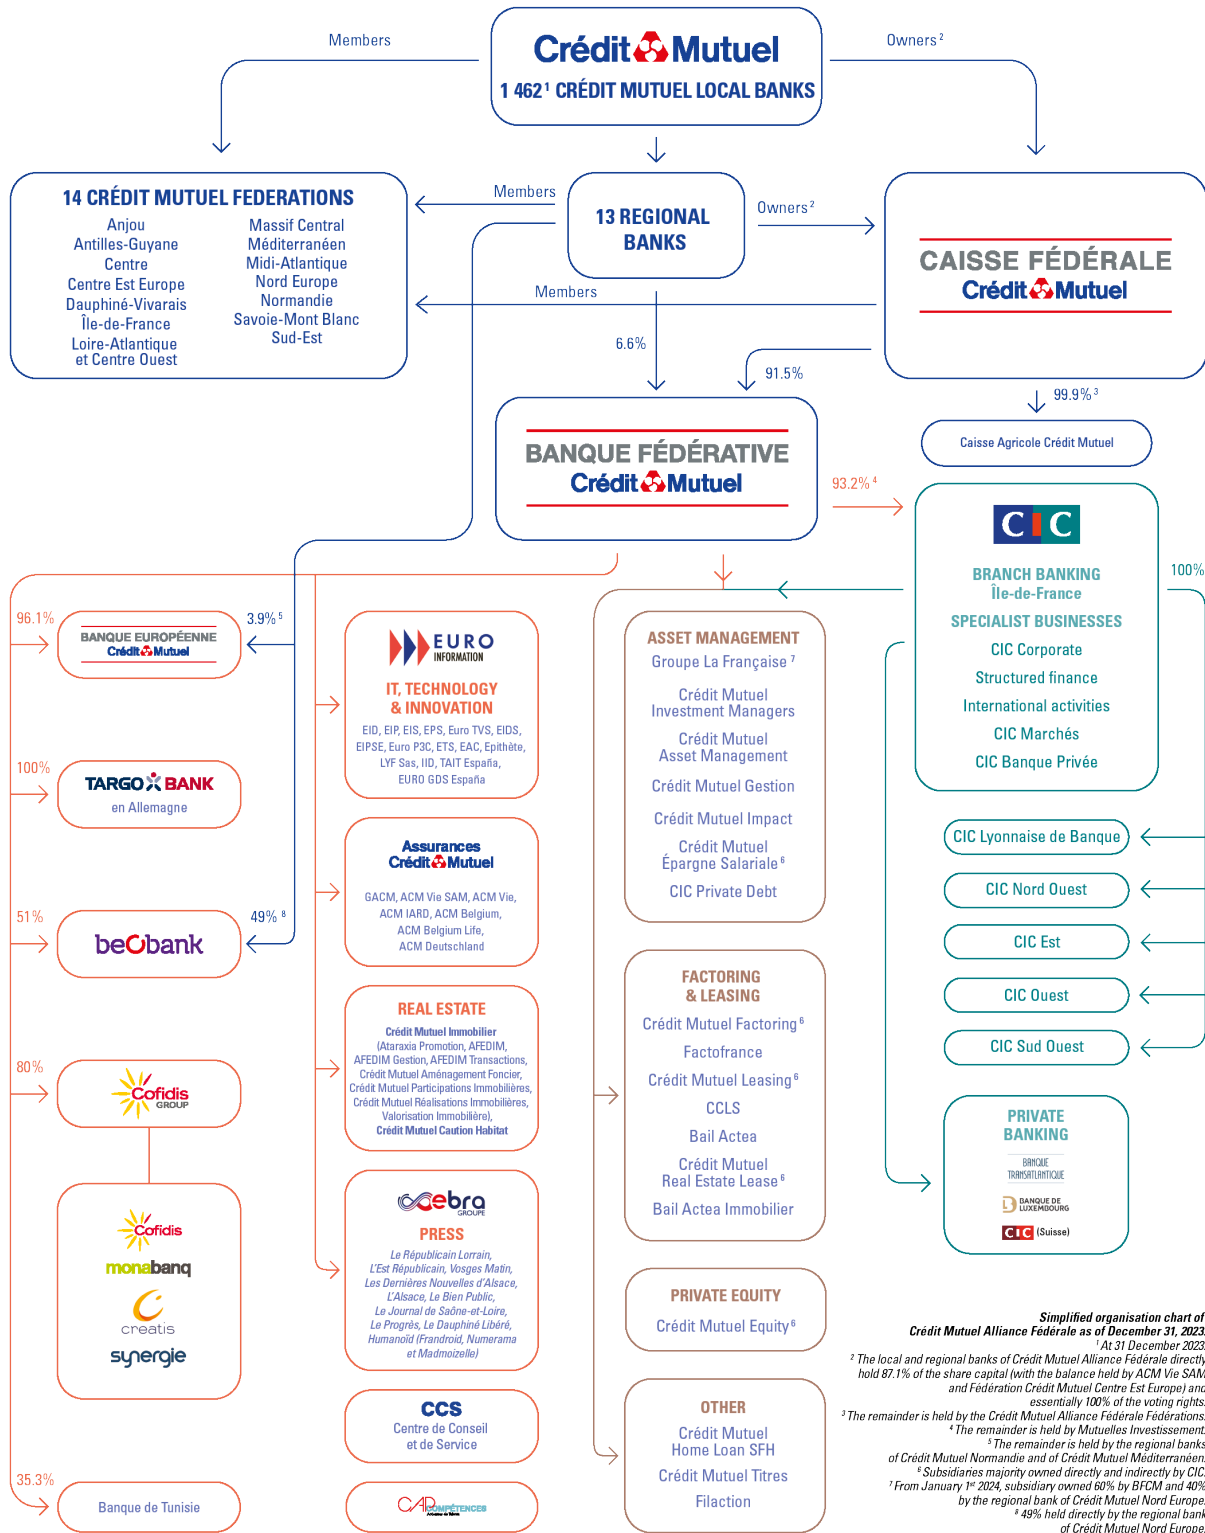 Members
Crédit Mutuel
Owners 2
1 462 1 CRÉDIT MUTUEL LOCAL BANKS
14 CRÉDIT MUTUEL FEDERATIONS
Anjou
Antilles-Guyane
Centre
Centre Est Europe
Dauphiné-Vivarais
Île-de-France
Loire-Atlantique
et Centre Ouest
Massif Central
Méditerranéen
Midi-Atlantique
Nord Europe
Normandie
Savoie-Mont Blanc
Sud-Est
Members
13 REGIONAL
BANKS
Owners 2
CAISSE FÉDÉRALE
Crédit Mutuel
Members
6.6%
91.5%
99.9% 3
Caisse Agricole Crédit Mutuel
BANQUE FÉDÉRATIVE
Crédit Mutuel
93.2% 4
CIC
BRANCH BANKING
Île-de-France
SPECIALIST BUSINESSES
CIC Corporate
Structured finance
International activities
CIC Marchés
CIC Banque Privée
100%
CIC Lyonnaise de Banque
CIC Nord Ouest
CIC Est
CIC Ouest
CIC Sud Ouest
PRIVATE
BANKING
BANQUE
TRANSATLANTIQUE
BANQUE DE
LUXEMBOURG
CIC (Suisse)
96.1%
BANQUE EUROPÉENNE
Crédit Mutuel
3.9% 5
100%
TARGO BANK
en Allemagne
51%
beobank
49% 8
80%
Cofidis
GROUP
Cofidis
monabanq
creatis
synergie
35.3%
Banque de Tunisie
EURO
INFORMATION
IT, TECHNOLOGY
& INNOVATION
EID, EIP, EIS, EPS, Euro TVS, EIDS,
EIPSE, Euro P3C, ETS, EAC, Epithète,
LYF Sas, IID, TAIT España,
EURO GDS España
Assurances
Crédit Mutuel
GACM, ACM Vie SAM, ACM Vie,
ACM IARD, ACM Belgium,
ACM Belgium Life,
ACM Deutschland
REAL ESTATE
Crédit Mutuel Immobilier
(Ataraxia Promotion, AFEDIM,
AFEDIM Gestion, AFEDIM Transactions,
Crédit Mutuel Aménagement Foncier,
Crédit Mutuel Participations Immobilières,
Crédit Mutuel Réalisations Immobilières,
Valorisation Immobilière),
Crédit Mutuel Caution Habitat
ebra
GROUPE
PRESS
Le Républicain Lorrain,
L'Est Républicain, Vosges Matin,
Les Dernières Nouvelles d'Alsace,
L'Alsace, Le Bien Public,
Le Journal de Saône-et-Loire,
Le Progrès, Le Dauphiné Libéré,
Humanoïd (Frandroid, Numerama
et Madmoizelle)
CCS
Centre de Conseil
et de Service
CAP COMPÉTENCES
ASSET MANAGEMENT
Groupe La Française 7
Crédit Mutuel
Investment Managers
Crédit Mutuel
Asset Management
Crédit Mutuel Gestion
Crédit Mutuel Impact
Crédit Mutuel
Épargne Salariale 6
CIC Private Debt
FACTORING
& LEASING
Crédit Mutuel Factoring 6
Factofrance
Crédit Mutuel Leasing 6
CCLS
Bail Actea
Crédit Mutuel
Real Estate Lease 6
Bail Actea Immobilier
PRIVATE EQUITY
Crédit Mutuel Equity 6
OTHER
Crédit Mutuel
Home Loan SFH
Crédit Mutuel Titres
Filaction
Simplified organisation chart of
Crédit Mutuel Alliance Fédérale as of December 31, 2023.
1 At 31 December 2023.
2 The local and regional banks of Crédit Mutuel Alliance Fédérale directly
hold 87.1% of the share capital (with the balance held by ACM Vie SAM
and Fédération Crédit Mutuel Centre Est Europe) and
essentially 100% of the voting rights.
3 The remainder is held by the Crédit Mutuel Alliance Fédérale Fédérations.
4 The remainder is held by Mutuelles Investissement.
5 The remainder is held by the regional banks
of Crédit Mutuel Normandie and of Crédit Mutuel Méditerranéen.
6 Subsidiaries majority owned directly and indirectly by CIC.
7 From January 1st 2024, subsidiary owned 60% by BFCM and 40%
by the regional bank of Crédit Mutuel Nord Europe.
8 49% held directly by the regional bank
of Crédit Mutuel Nord Europe.